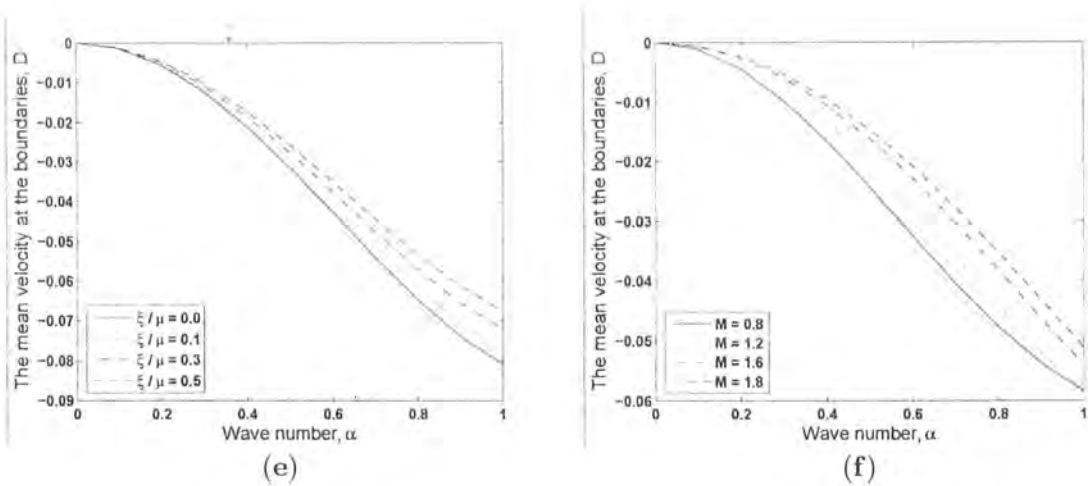 0
−0.01
−0.02
−0.03
−0.04
−0.05
−0.06
−0.07
−0.08
−0.09
The mean velocity at the boundaries, D
ξ / μ = 0.0
ξ / μ = 0.1
ξ / μ = 0.3
ξ / μ = 0.5
0 0.2 0.4 0.6 0.8 1
Wave number, α
(e)
0
−0.01
−0.02
−0.03
−0.04
−0.05
−0.06
The mean velocity at the boundaries, D
M = 0.8
M = 1.2
M = 1.6
M = 1.8
0 0.2 0.4 0.6 0.8 1
Wave number, α
(f)